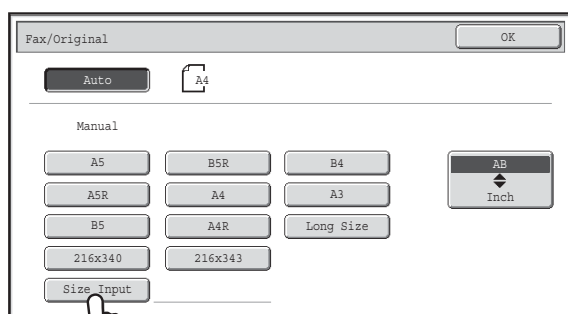 Fax/Original OK
Auto A4
Manual
A5 B5R B4 AB
A5R A4 A3 Inch
B5 A4R Long Size
216x340 216x343
Size Input